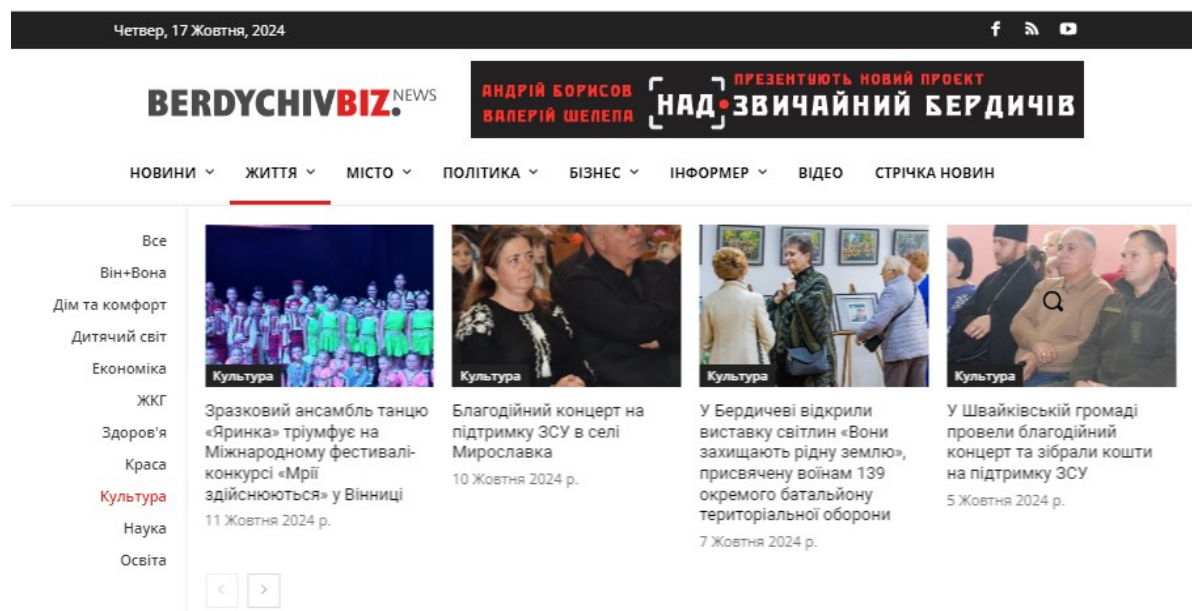 Четвер, 17 Жовтня, 2024
BERDYCHIVBIZ.NEWS
АНДРІЙ БОРИСОВ
ВАЛЕРІЙ ШЕЛЕПА
ПРЕЗЕНТУЮТЬ НОВИЙ ПРОЄКТ
НАД•ЗВИЧАЙНИЙ БЕРДИЧІВ
НОВИНИ ЖИТТЯ МІСТО ПОЛІТИКА БІЗНЕС ІНФОРМЕР ВІДЕО СТРІЧКА НОВИН
Все
Він+Вона
Дім та комфорт
Дитячий світ
Економіка
ЖКГ
Здоров'я
Краса
Культура
Наука
Освіта
Культура
Зразковий ансамбль танцю
«Яринка» тріумфує на
Міжнародному фестивалі-
конкурсі «Мрії
здійснюються» у Вінниці
11 Жовтня 2024 р.
Культура
Благодійний концерт на
підтримку ЗСУ в селі
Мирославка
10 Жовтня 2024 р.
Культура
У Бердичеві відкрили
виставку світлин «Вони
захищають рідну землю»,
присвячену воїнам 139
окремого батальйону
територіальної оборони
7 Жовтня 2024 р.
Культура
У Швайківській громаді
провели благодійний
концерт та зібрали кошти
на підтримку ЗСУ
5 Жовтня 2024 р.